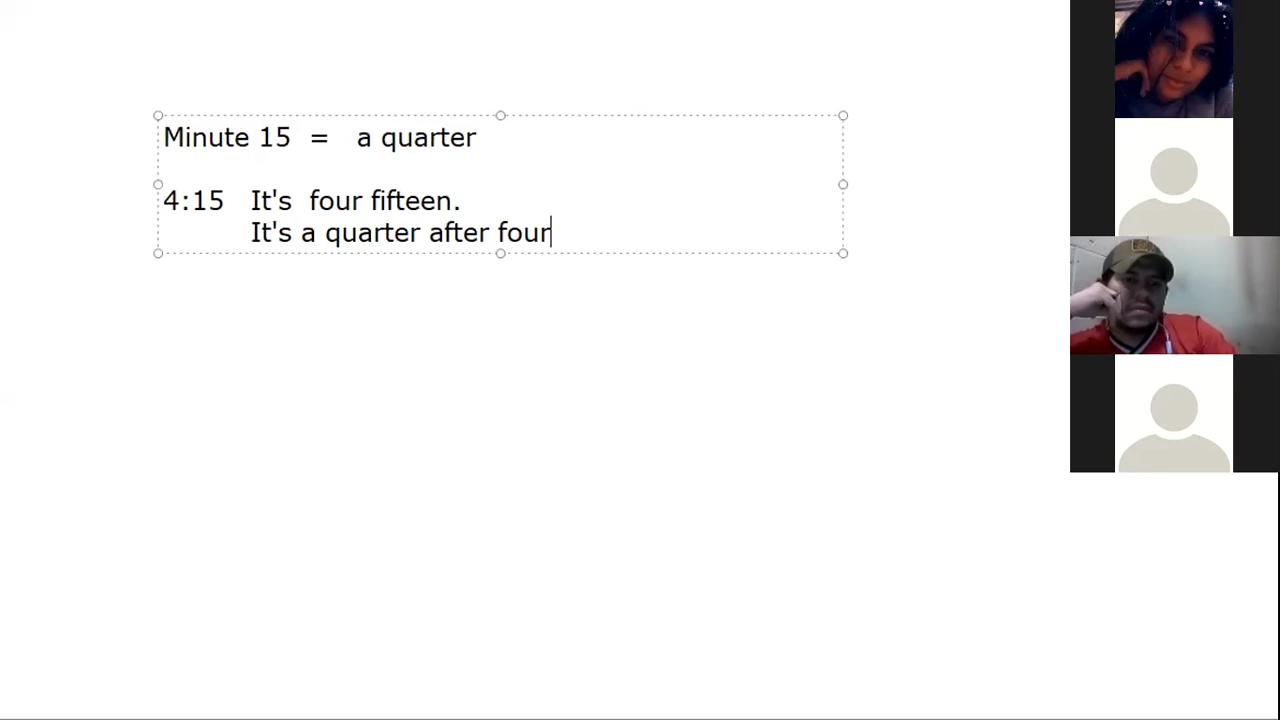 Minute 15 = a quarter
4:15 It's four fifteen.
It's a quarter after four